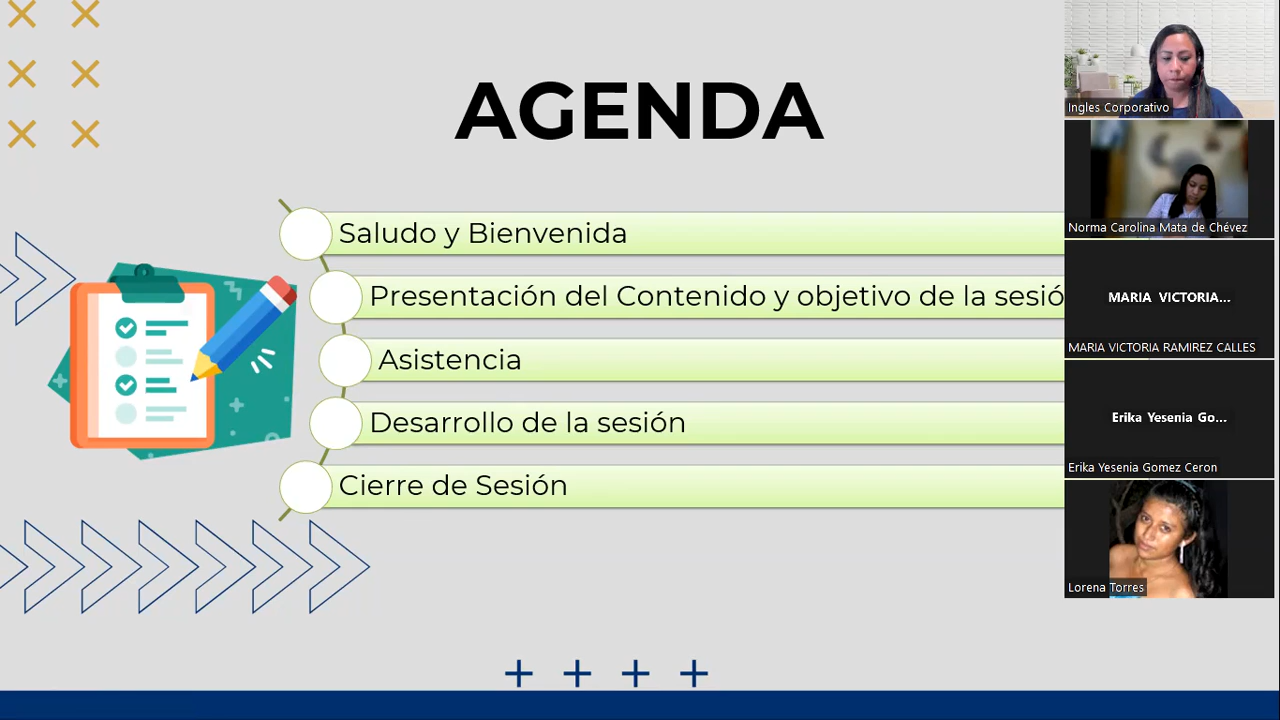 AGENDA
Saludo y Bienvenida
Presentación del Contenido y objetivo de la sesió
Asistencia
Desarrollo de la sesión
Cierre de Sesión
Ingles Corporativo
Norma Carolina Mata de Chévez
MARIA VICTORIA...
MARIA VICTORIA RAMIREZ CALLES
Erika Yesenia Go...
Erika Yesenia Gomez Ceron
Lorena Torres